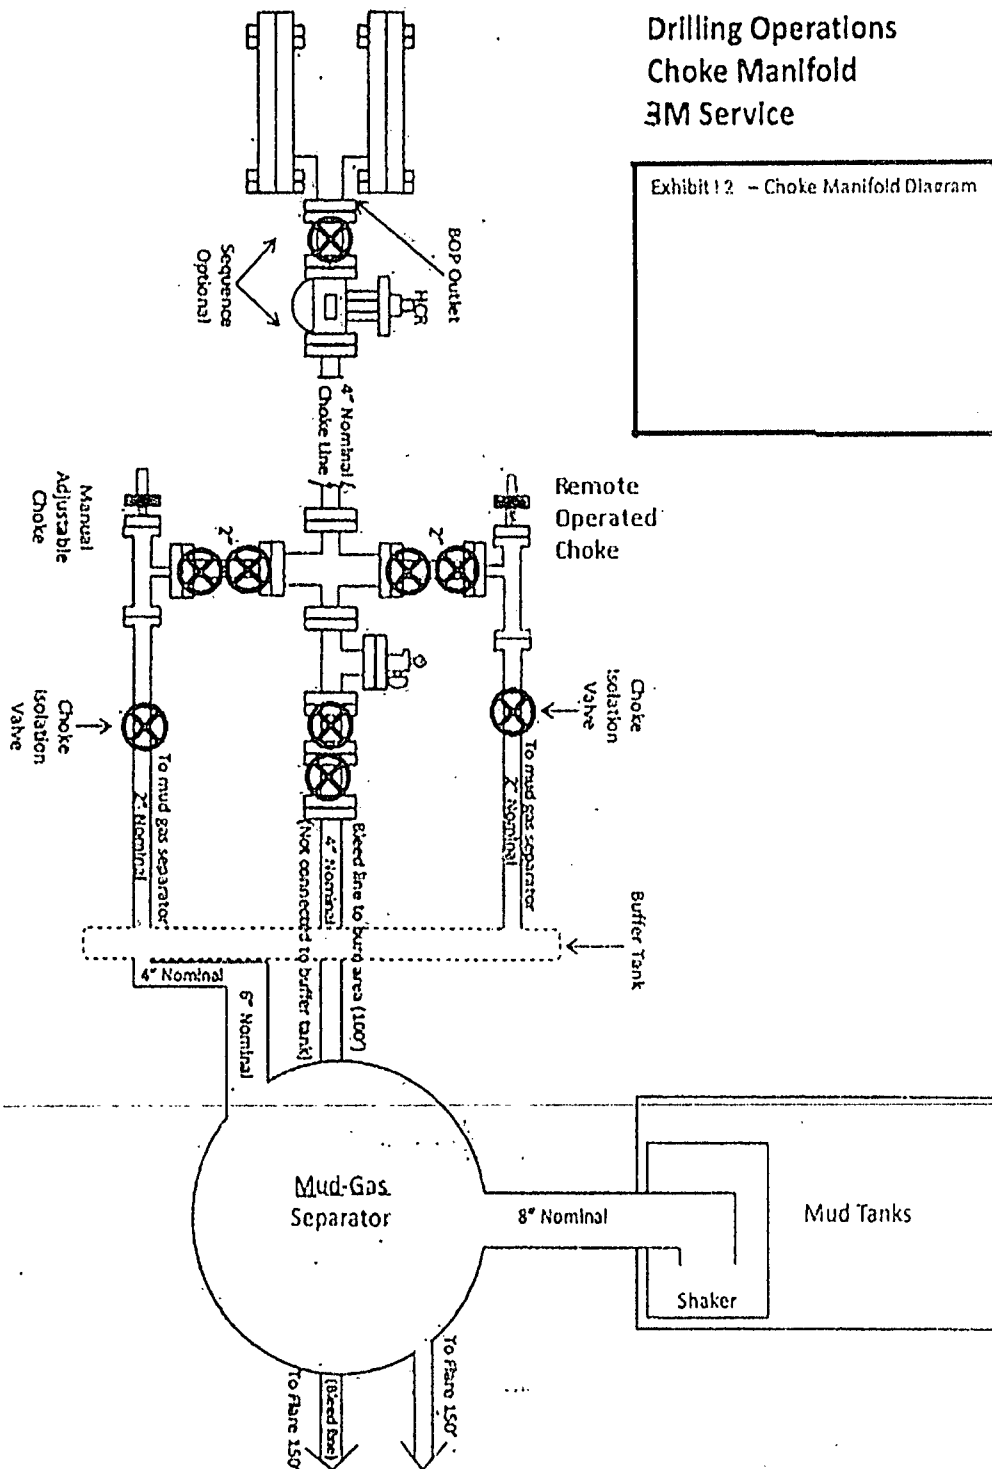 Drilling Operations
Choke Manifold
3M Service
Exhibit 12 – Choke Manifold Diagram
BOP Outlet
HCR
Sequence
Optional
4" Nominal
Choke Line
Manual
Adjustable
Choke
2"
2"
Remote
Operated
Choke
Choke
Isolation
Valve
Choke
Isolation
Valve
To mud gas separator
2" Nominal
Bleed line to burn area (100')
4" Nominal
(Not connected to buffer tank)
To mud gas separator
2" Nominal
Buffer Tank
4" Nominal
6" Nominal
Mud-Gas
Separator
8" Nominal
Mud Tanks
Shaker
To Flare 150'
(Bleed line)
To Flare 150'